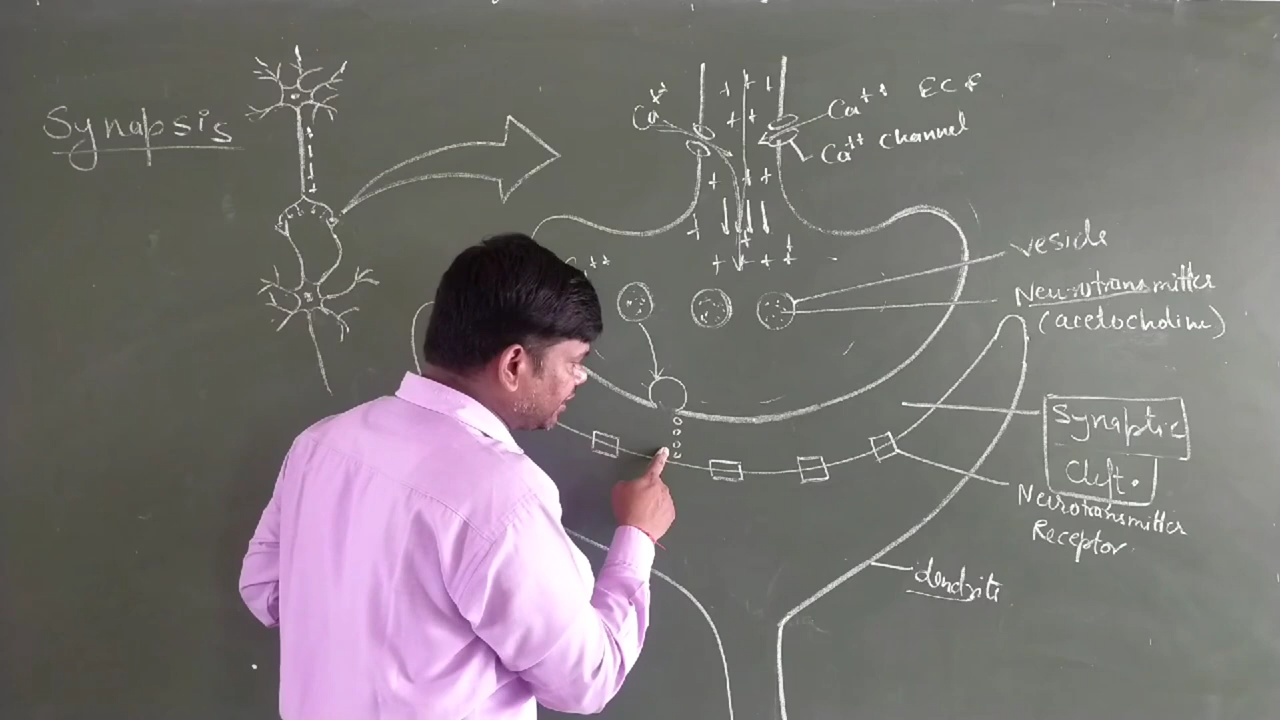 Synapsis
Ca++
Ca++ ECF
Ca++ channel
vesicle
Neurotransmitter
(acetocholine)
Synaptic
Cleft.
Neurotransmitter
Receptor
dendrite